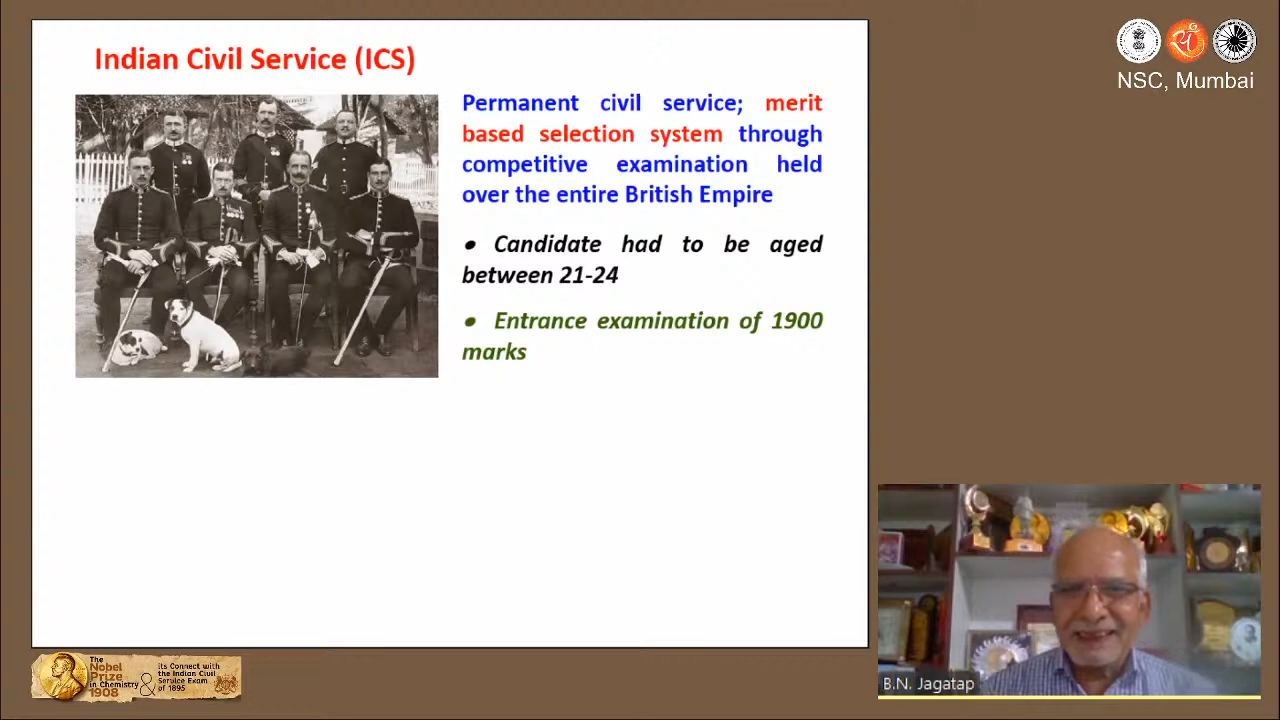 Indian Civil Service (ICS)
Permanent civil service; merit
based selection system through
competitive examination held
over the entire British Empire
• Candidate had to be aged
between 21-24
• Entrance examination of 1900
marks
NSC, Mumbai
B.N. Jagatap
The
Nobel
Prize
in Chemistry
1908
&
its Connect with
the Indian Civil
Service Exam
of 1895